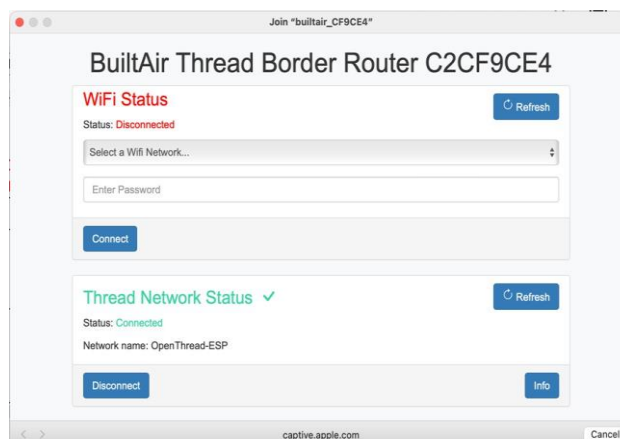 Join “builtair_CF9CE4”
BuiltAir Thread Border Router C2CF9CE4
WiFi Status
Refresh
Status: Disconnected
Select a Wifi Network...
Enter Password
Connect
Thread Network Status
Refresh
Status: Connected
Network name: OpenThread-ESP
Disconnect
Info
captive.apple.com
Cancel